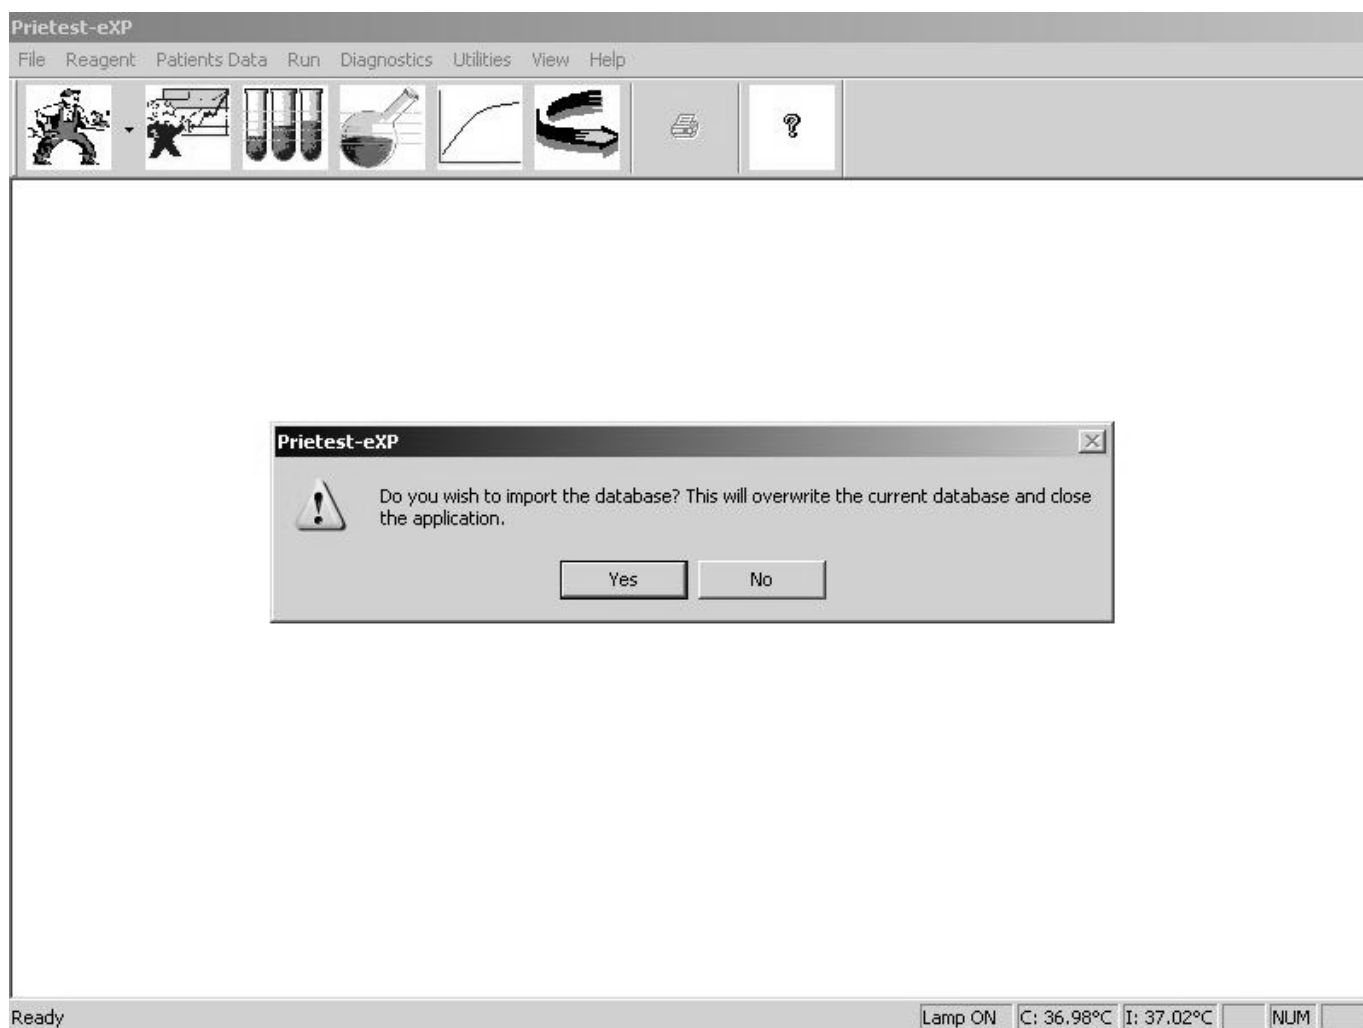 Prietest-eXP
File Reagent Patients Data Run Diagnostics Utilities View Help
?
Prietest-eXP
Do you wish to import the database? This will overwrite the current database and close
the application.
Yes No
Ready Lamp ON C: 36.98°C I: 37.02°C NUM